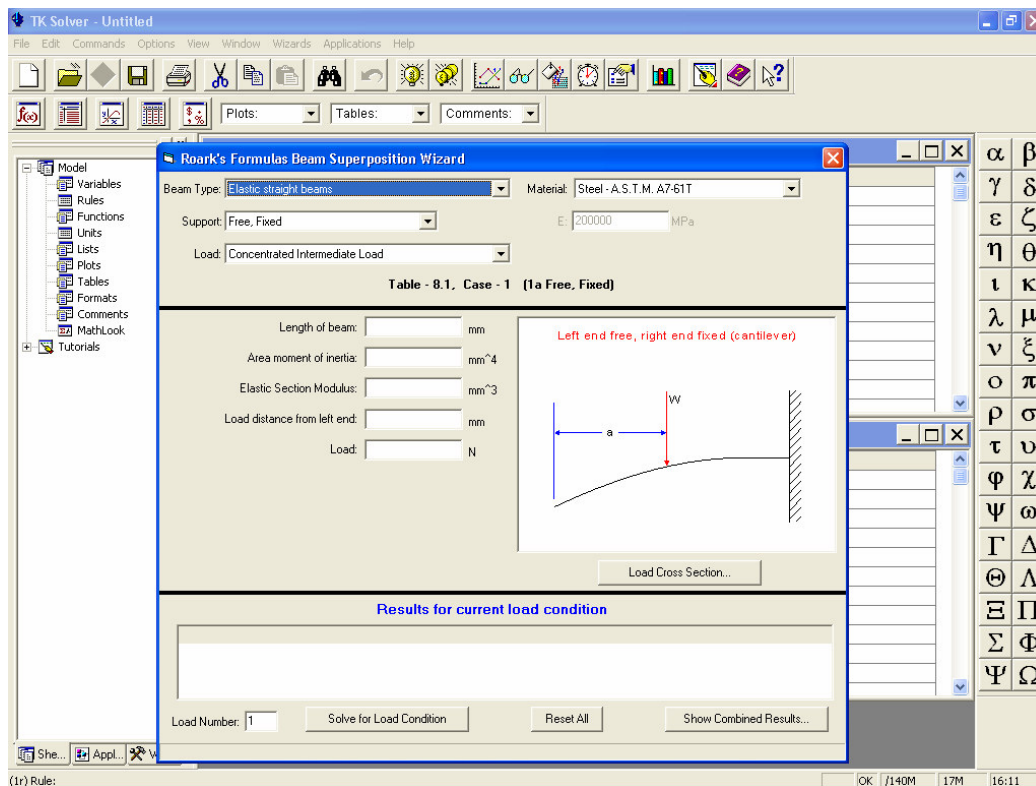 TK Solver - Untitled
File Edit Commands Options View Window Wizards Applications Help
f(x)
Plots:
Tables:
Comments:
Model
Variables
Rules
Functions
Units
Lists
Plots
Tables
Formats
Comments
MathLook
Tutorials
Roark's Formulas Beam Superposition Wizard
Beam Type: Elastic straight beams
Material: Steel - A.S.T.M. A7-61T
Support: Free, Fixed
E: 200000 MPa
Load: Concentrated Intermediate Load
Table - 8.1, Case - 1 (1a Free, Fixed)
Length of beam: mm
Area moment of inertia: mm^4
Elastic Section Modulus: mm^3
Load distance from left end: mm
Load: N
Left end free, right end fixed (cantilever)
W
a
Load Cross Section...
Results for current load condition
Load Number: 1
Solve for Load Condition
Reset All
Show Combined Results...
α β
γ δ
ε ζ
η θ
ι κ
λ μ
ν ξ
ο π
ρ σ
τ υ
φ χ
ψ ω
Γ Δ
Θ Λ
Ξ Π
Σ Φ
Ψ Ω
She... Appl...
(1r) Rule:
OK /140M 17M 16:11